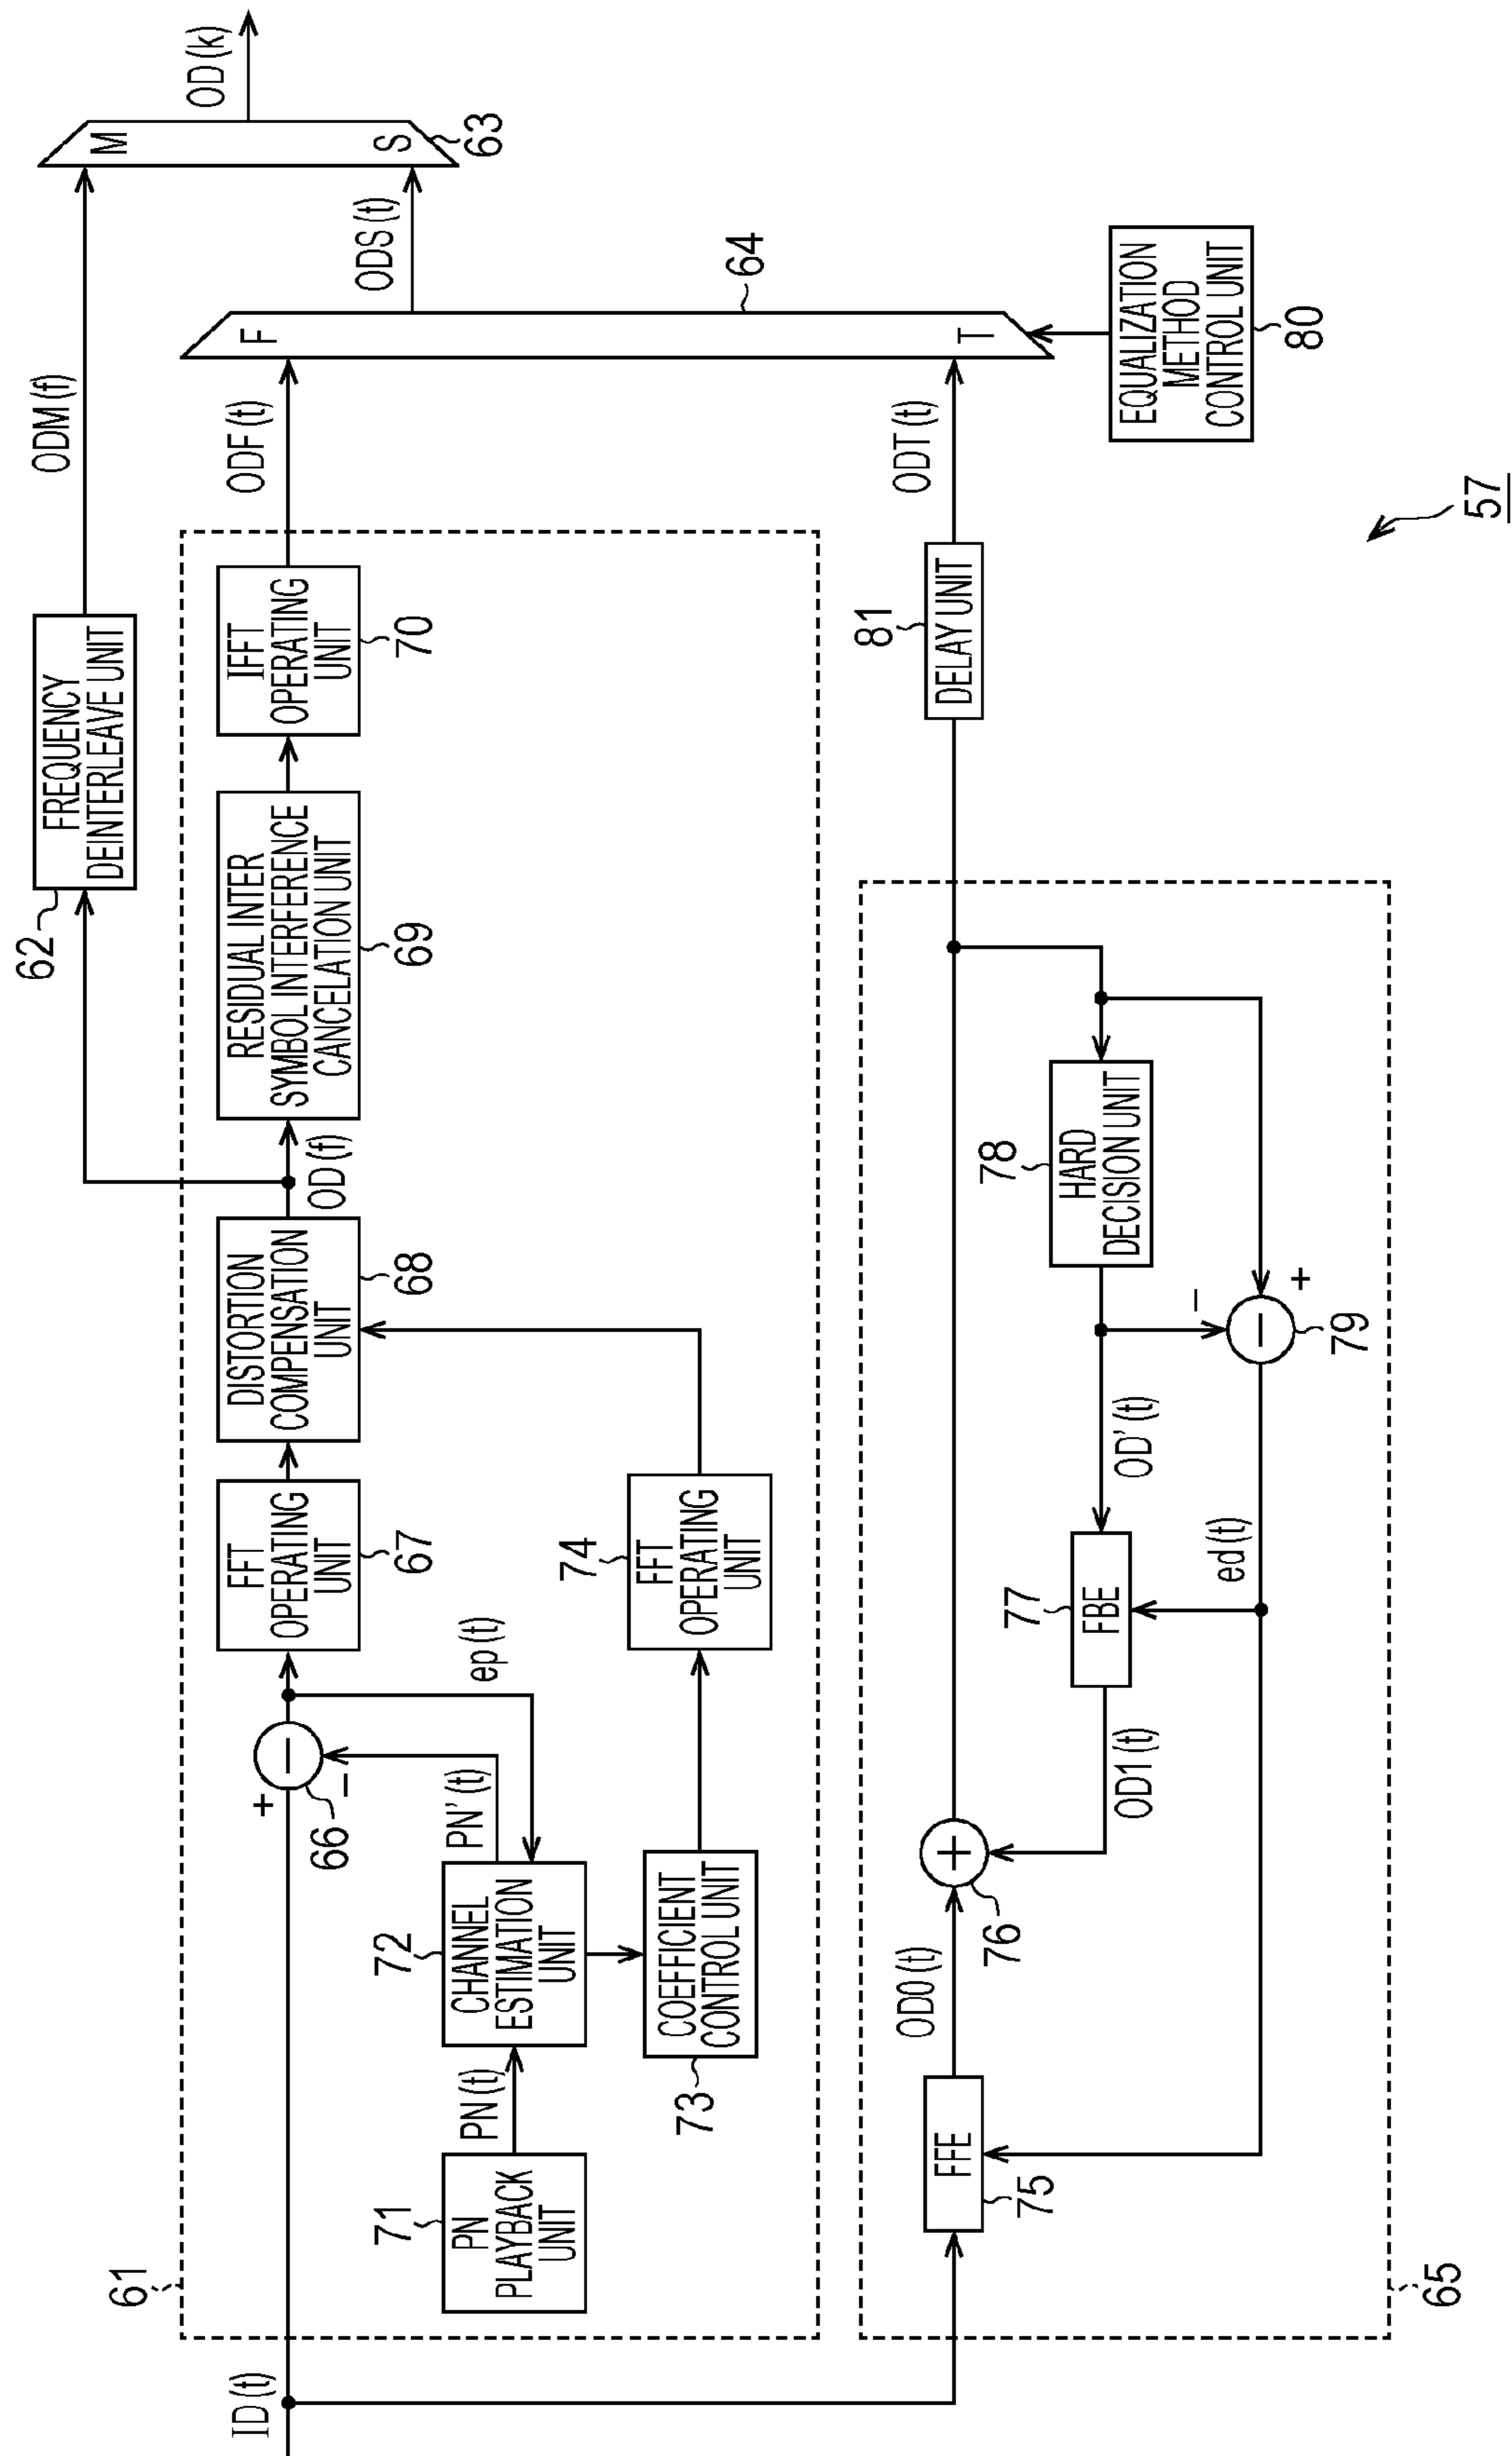 ID (t)
61
+
−
66
−
ep (t)
FFT
OPERATING
UNIT
67
DISTORTION
COMPENSATION
UNIT
68
OD (f)
RESIDUAL INTER
SYMBOL INTERFERENCE
CANCELATION UNIT
69
IFFT
OPERATING
UNIT
70
ODF (t)
62
FREQUENCY
DEINTERLEAVE UNIT
ODM (f)
M
S
63
OD (k)
ODS (t)
F
T
64
71
PN
PLAYBACK
UNIT
PN (t)
72
CHANNEL
ESTIMATION
UNIT
PN' (t)
73
COEFFICIENT
CONTROL UNIT
74
FFT
OPERATING
UNIT
65
FFE
75
OD0 (t)
+
76
OD1 (t)
77
FBE
OD' (t)
ed (t)
78
HARD
DECISION UNIT
−
−
+
79
81
DELAY UNIT
ODT (t)
EQUALIZATION
METHOD
CONTROL UNIT
80
57